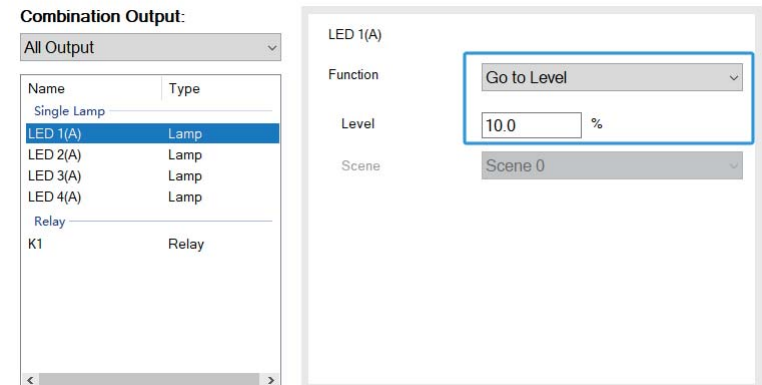 Combination Output:
All Output
Name Type
Single Lamp
LED 1(A) Lamp
LED 2(A) Lamp
LED 3(A) Lamp
LED 4(A) Lamp
Relay
K1 Relay
LED 1(A)
Function Go to Level
Level 10.0 %
Scene Scene 0